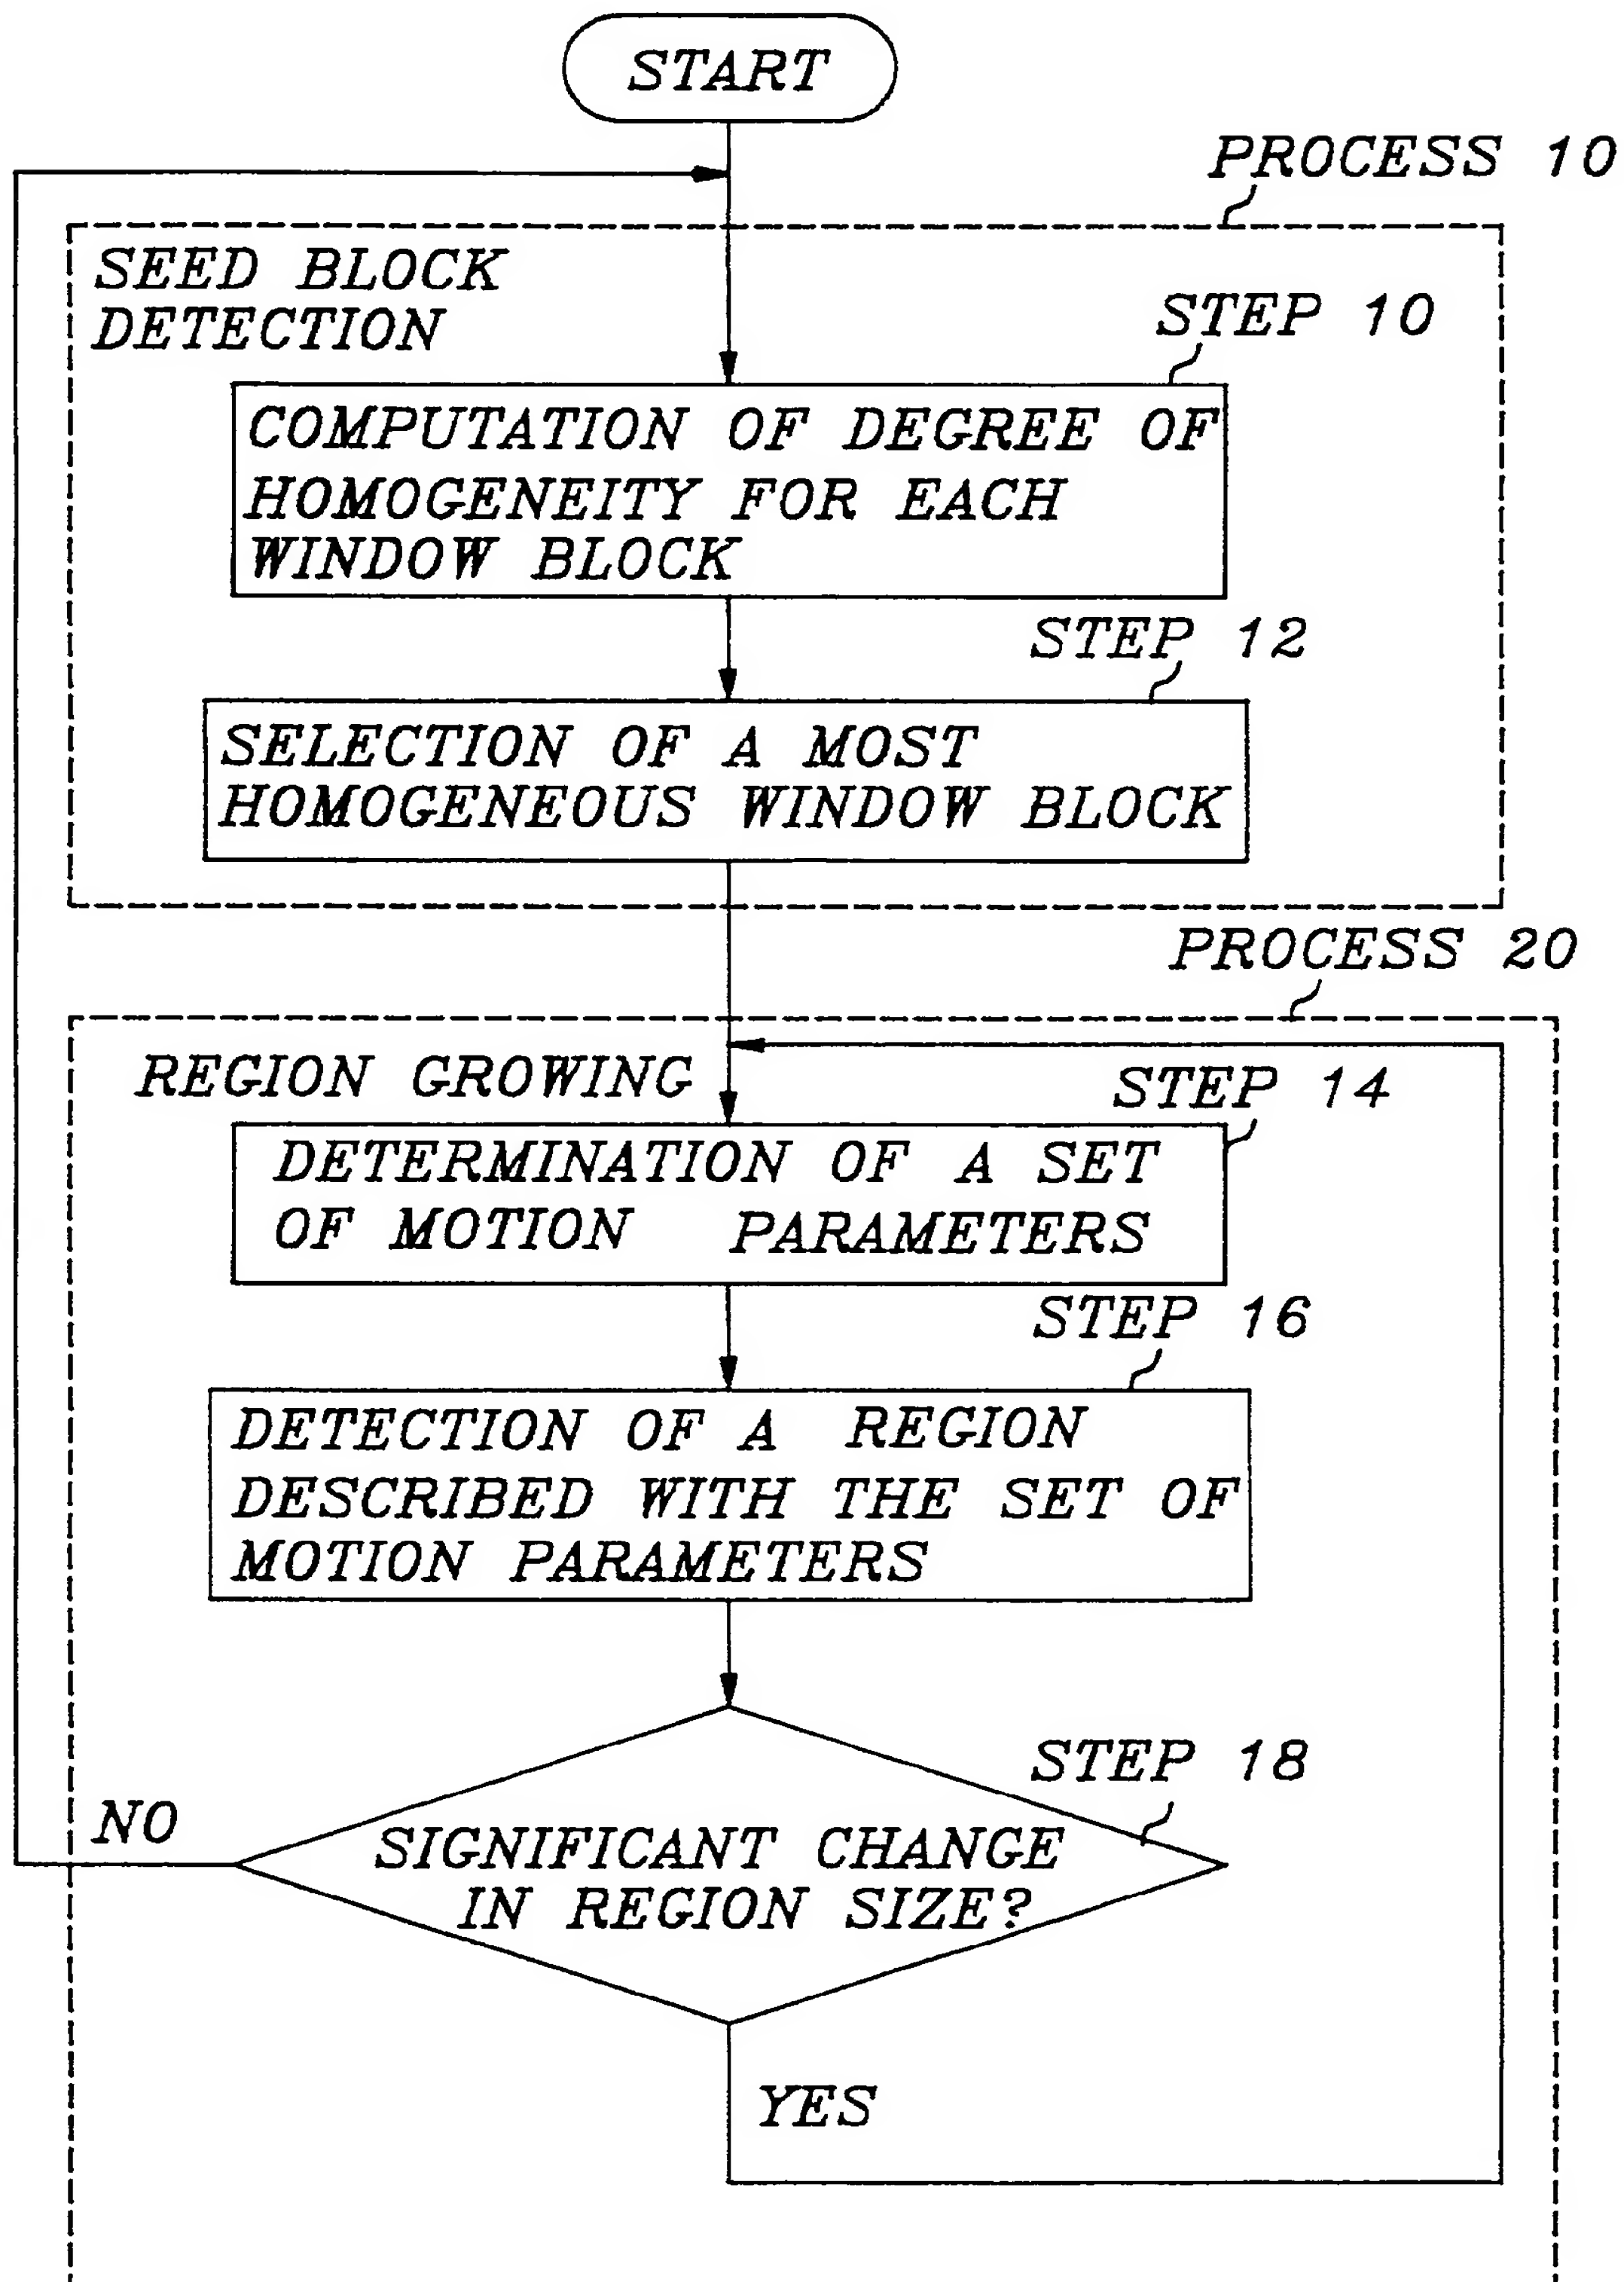 START
PROCESS 10
SEED BLOCK
DETECTION
STEP 10
COMPUTATION OF DEGREE OF
HOMOGENEITY FOR EACH
WINDOW BLOCK
STEP 12
SELECTION OF A MOST
HOMOGENEOUS WINDOW BLOCK
PROCESS 20
REGION GROWING
STEP 14
DETERMINATION OF A SET
OF MOTION PARAMETERS
STEP 16
DETECTION OF A REGION
DESCRIBED WITH THE SET OF
MOTION PARAMETERS
STEP 18
NO
SIGNIFICANT CHANGE
IN REGION SIZE?
YES